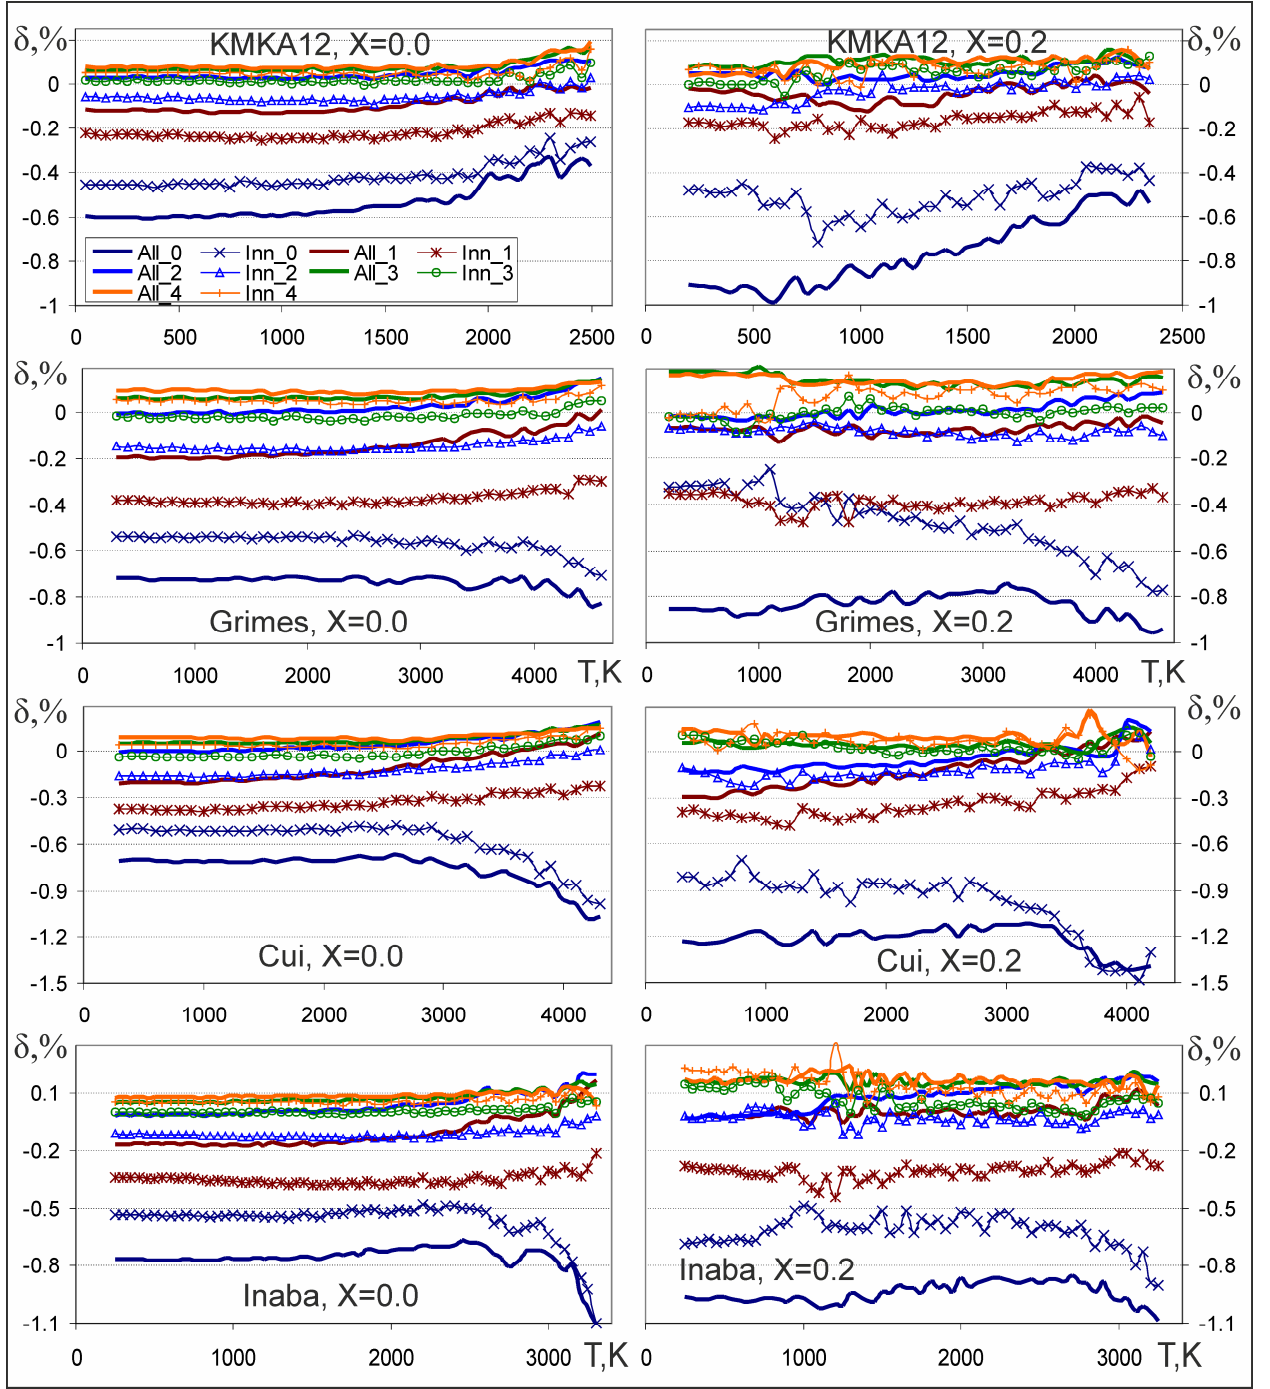 δ,%
KMKA12, X=0.0
0
-0.2
-0.4
-0.6
-0.8
-1
All_0 Inn_0 All_1 Inn_1
All_2 Inn_2 All_3 Inn_3
All_4 Inn_4
0 500 1000 1500 2000 2500
KMKA12, X=0.2
δ,%
0
-0.2
-0.4
-0.6
-0.8
-1
0 500 1000 1500 2000 2500
δ,%
0
-0.2
-0.4
-0.6
-0.8
-1
Grimes, X=0.0
0 1000 2000 3000 4000 T,K
δ,%
0
-0.2
-0.4
-0.6
-0.8
-1
Grimes, X=0.2
0 1000 2000 3000 4000 T,K
δ,%
0
-0.3
-0.6
-0.9
-1.2
-1.5
Cui, X=0.0
0 1000 2000 3000 4000
δ,%
0
-0.3
-0.6
-0.9
-1.2
-1.5
Cui, X=0.2
0 1000 2000 3000 4000
δ,%
0.1
-0.2
-0.5
-0.8
-1.1
Inaba, X=0.0
0 1000 2000 3000 T,K
δ,%
0.1
-0.2
-0.5
-0.8
-1.1
Inaba, X=0.2
0 1000 2000 3000 T,K